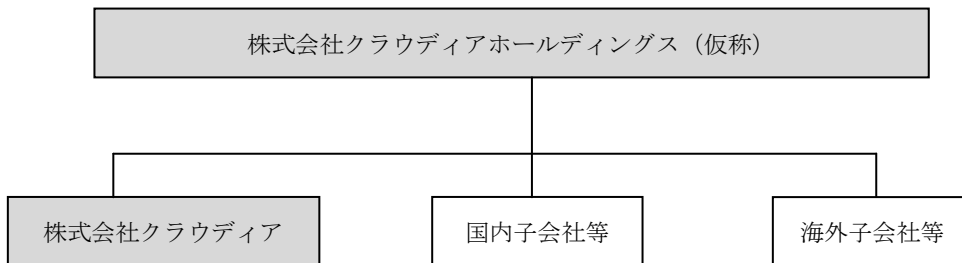 株式会社クラウディアホールディングス（仮称）
株式会社クラウディア
国内子会社等
海外子会社等